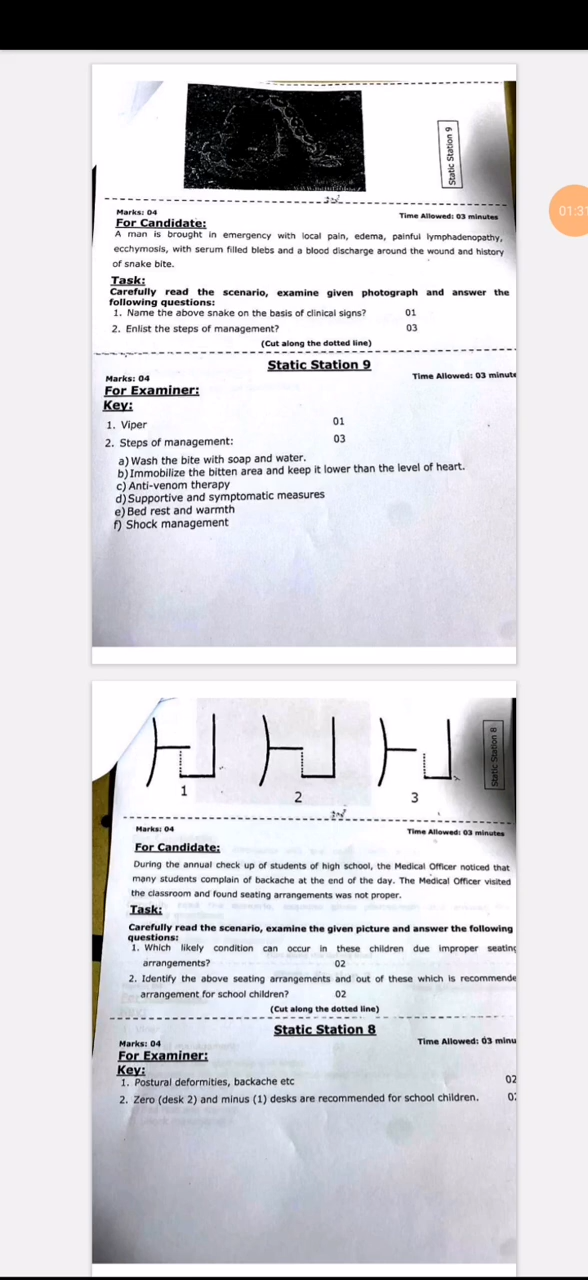 01:31
Static Station 9
Marks: 04
Time Allowed: 03 minutes
For Candidate:
A man is brought in emergency with local pain, edema, painful lymphadenopathy,
ecchymosis, with serum filled blebs and a blood discharge around the wound and history
of snake bite.
Task:
Carefully read the scenario, examine given photograph and answer the
following questions:
1. Name the above snake on the basis of clinical signs? 01
2. Enlist the steps of management? 03
(Cut along the dotted line)
Static Station 9
Marks: 04
Time Allowed: 03 minute
For Examiner:
Key:
1. Viper 01
2. Steps of management: 03
a) Wash the bite with soap and water.
b) Immobilize the bitten area and keep it lower than the level of heart.
c) Anti-venom therapy
d) Supportive and symptomatic measures
e) Bed rest and warmth
f) Shock management
Static Station 8
1 2 3
Marks: 04
Time Allowed: 03 minutes
For Candidate:
During the annual check up of students of high school, the Medical Officer noticed that
many students complain of backache at the end of the day. The Medical Officer visited
the classroom and found seating arrangements was not proper.
Task:
Carefully read the scenario, examine the given picture and answer the following
questions:
1. Which likely condition can occur in these children due improper seating
arrangements? 02
2. Identify the above seating arrangements and out of these which is recommende
arrangement for school children? 02
(Cut along the dotted line)
Static Station 8
Marks: 04
Time Allowed: 03 minu
For Examiner:
Key:
1. Postural deformities, backache etc 02
2. Zero (desk 2) and minus (1) desks are recommended for school children.